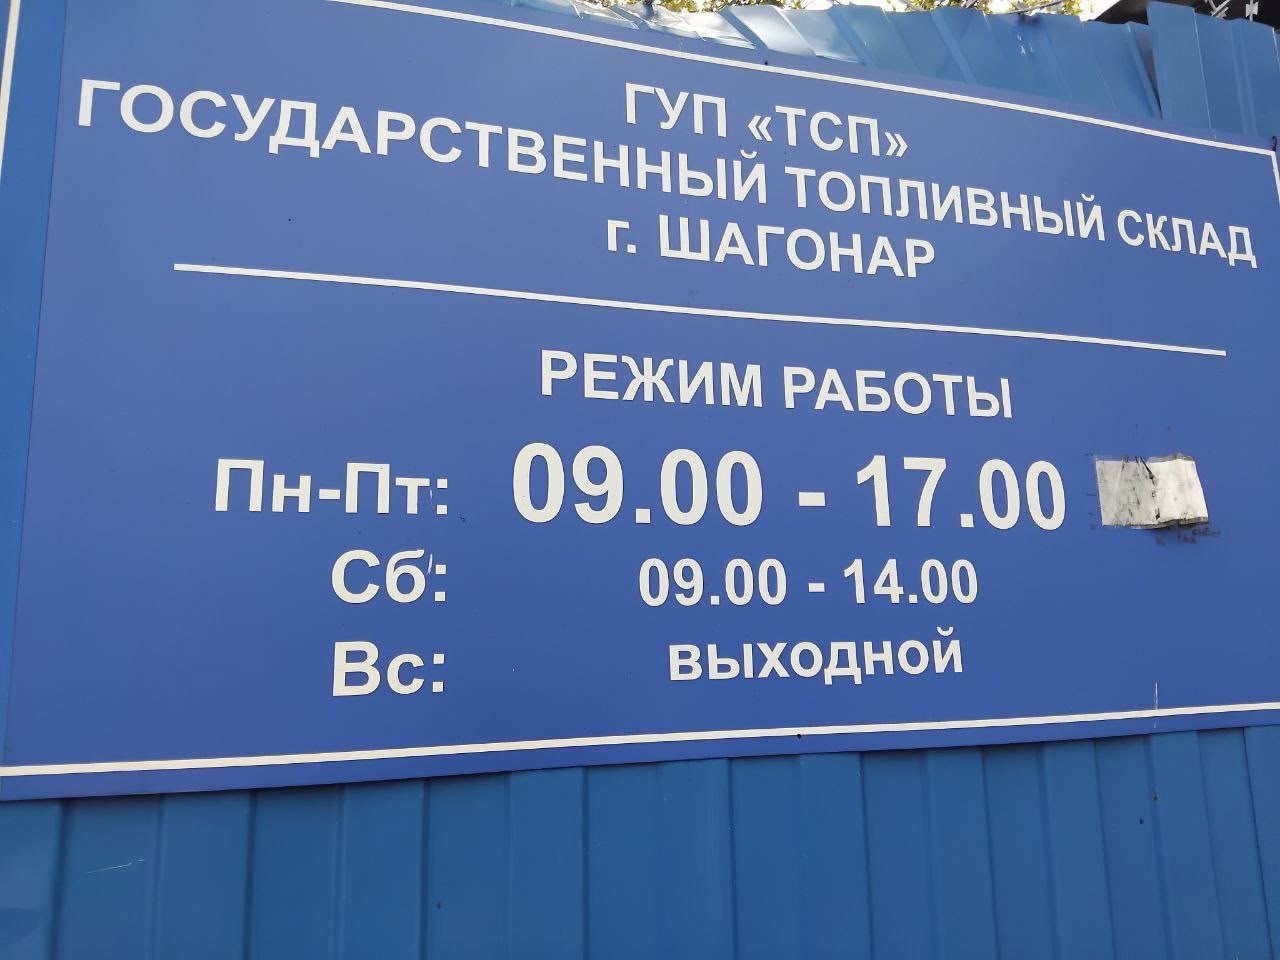 ГУП «ТСП»
ГОСУДАРСТВЕННЫЙ ТОПЛИВНЫЙ СКЛАД
г. ШАГОНАР
РЕЖИМ РАБОТЫ
Пн-Пт: 09.00 - 17.00
Сб: 09.00 - 14.00
Вс: ВЫХОДНОЙ